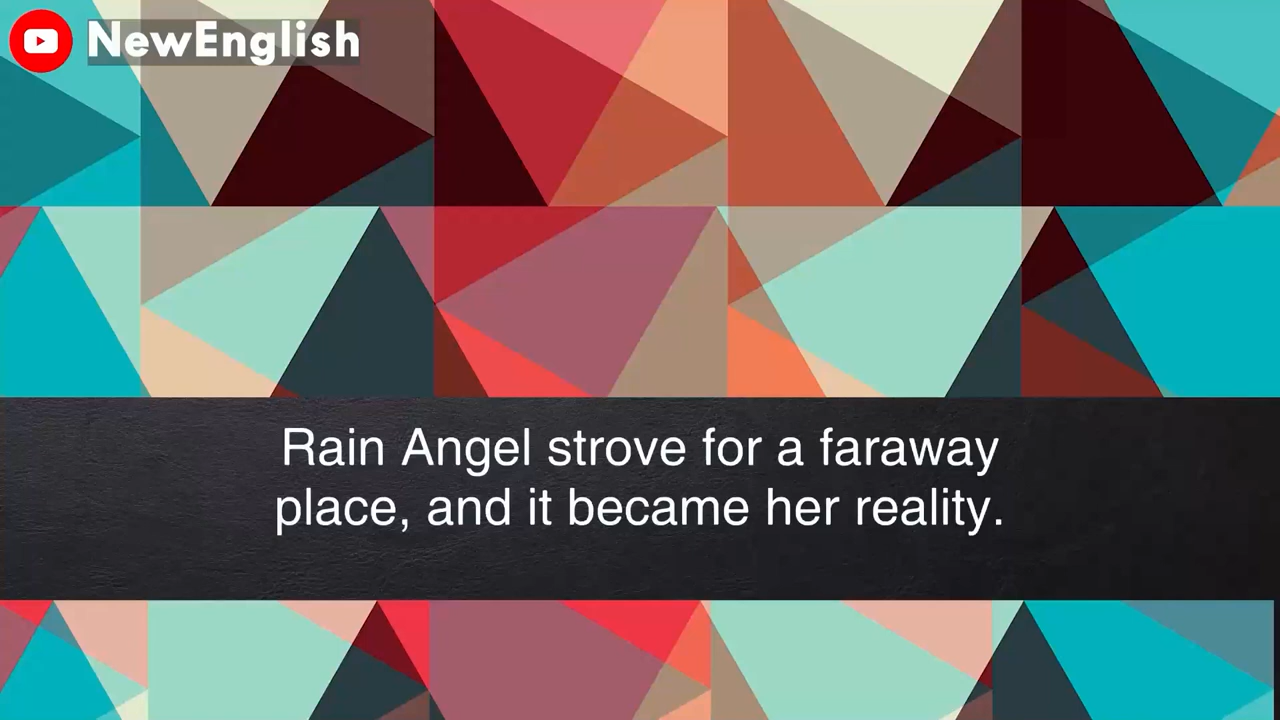 NewEnglish
Rain Angel strove for a faraway
place, and it became her reality.